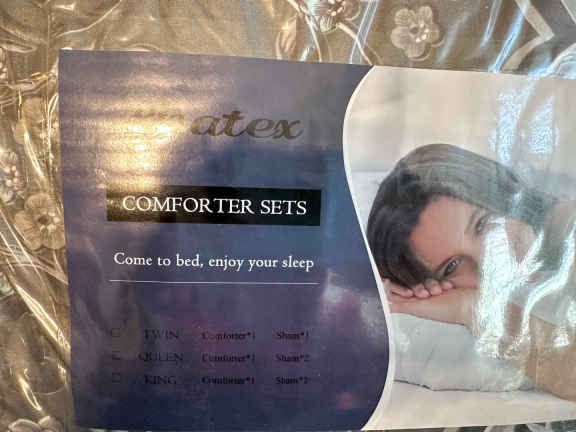 COMFORTER SETS
Come to bed, enjoy your sleep
TWIN Comforter*1 Sham*1
QUEEN Comforter*1 Sham*2
KING Comforter*1 Sham*2